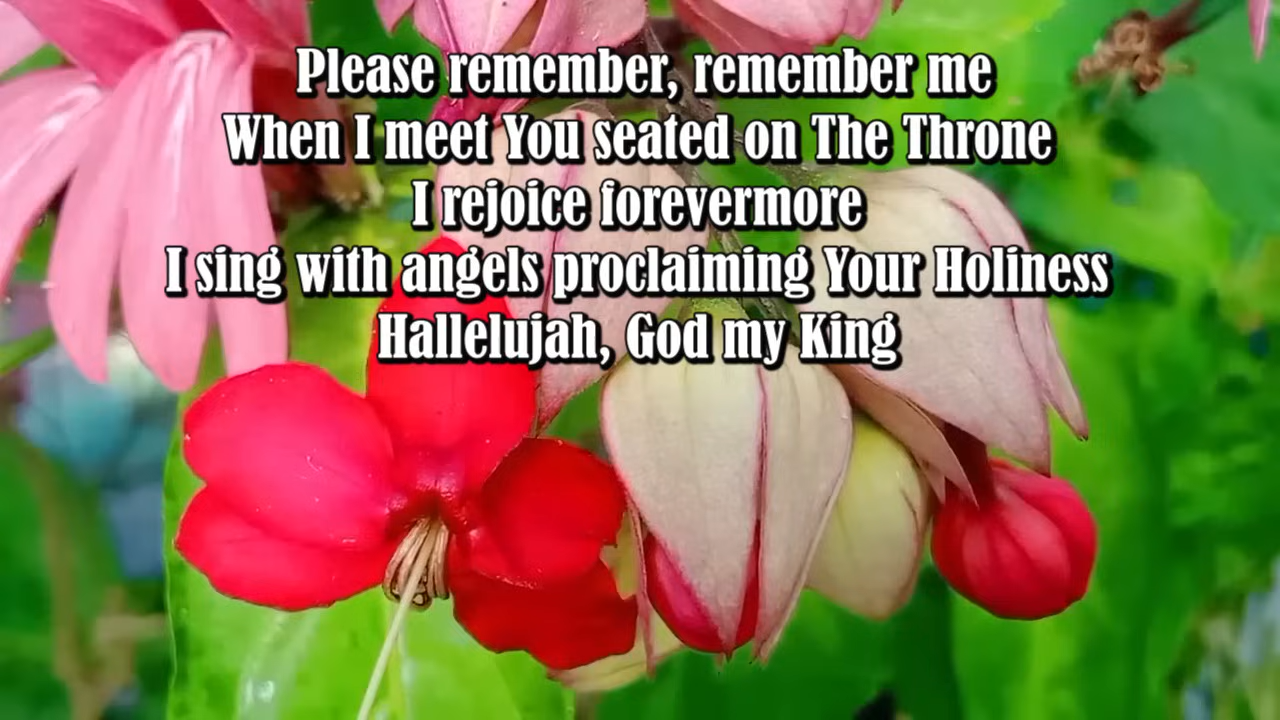 Please remember, remember me
When I meet You seated on The Throne
I rejoice forevermore
I sing with angels proclaiming Your Holiness
Hallelujah, God my King